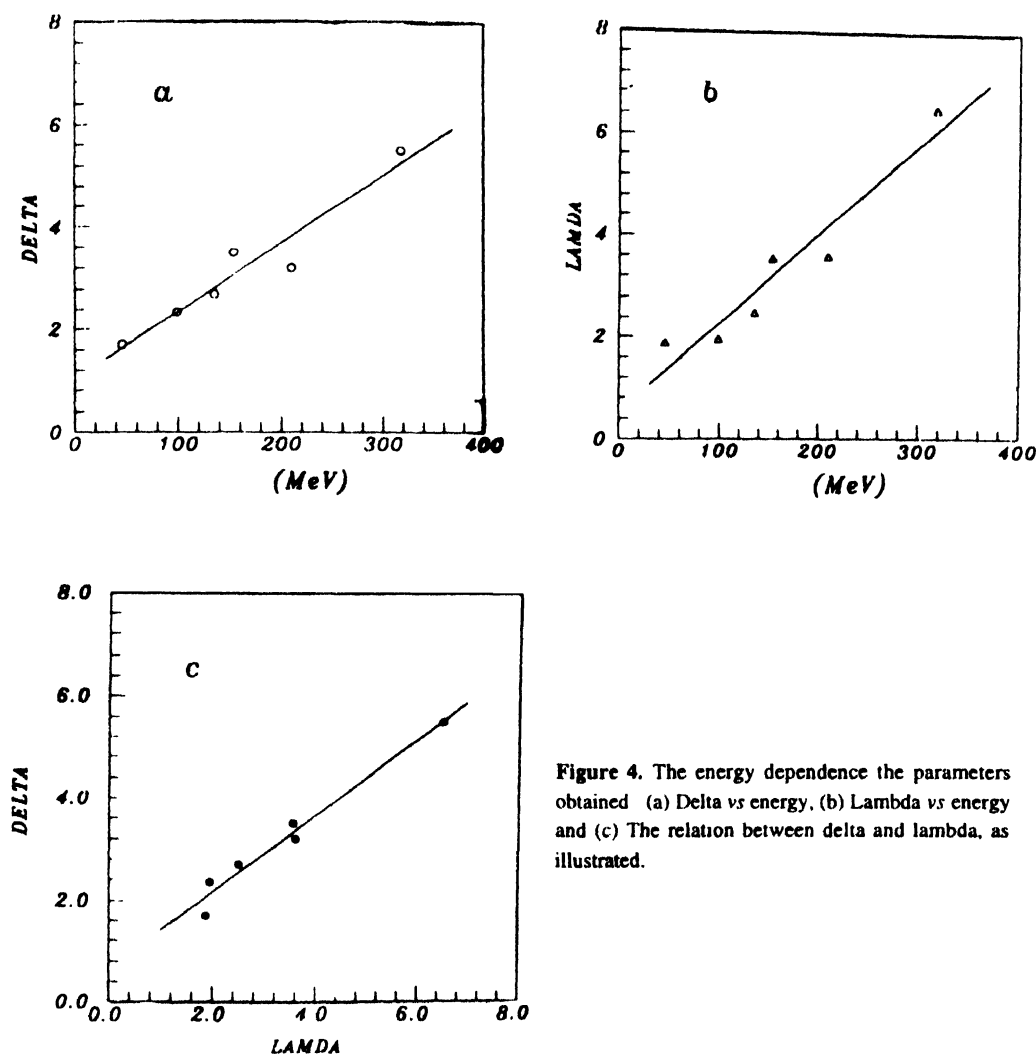 8
6
4
2
0
DELTA
a
0
100
200
300
400
(MeV)
8
6
4
2
0
LAMDA
b
0
100
200
300
400
(MeV)
8.0
6.0
4.0
2.0
0.0
DELTA
c
0.0
2.0
4 0
6.0
8.0
LAMDA
Figure 4. The energy dependence the parameters
obtained (a) Delta vs energy, (b) Lambda vs energy
and (c) The relation between delta and lambda, as
illustrated.